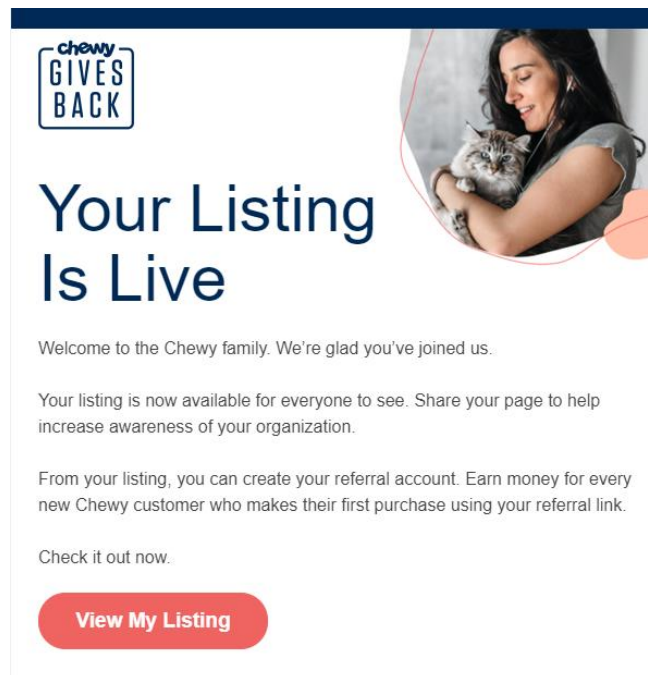 chewy
GIVES
BACK
Your Listing
Is Live
Welcome to the Chewy family. We’re glad you’ve joined us.
Your listing is now available for everyone to see. Share your page to help
increase awareness of your organization.
From your listing, you can create your referral account. Earn money for every
new Chewy customer who makes their first purchase using your referral link.
Check it out now.
View My Listing